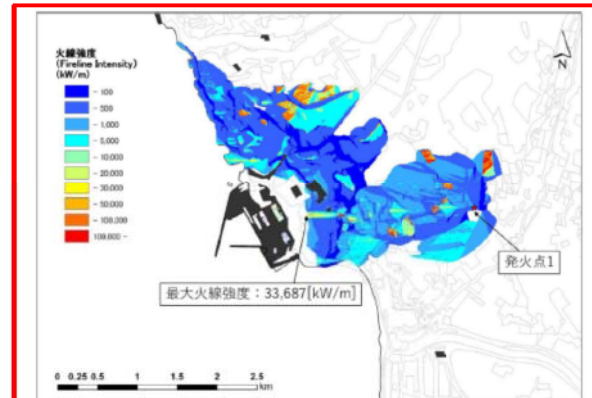 火線強度
(Fireline Intensity)
(kW/m)
- 100
- 500
- 1,000
- 5,000
- 10,000
- 20,000
- 30,000
- 50,000
- 100,000
100,000 -
N
発火点1
最大火線強度：33,687[kW/m]
0 0.25 0.5 1 1.5 2 2.5
km